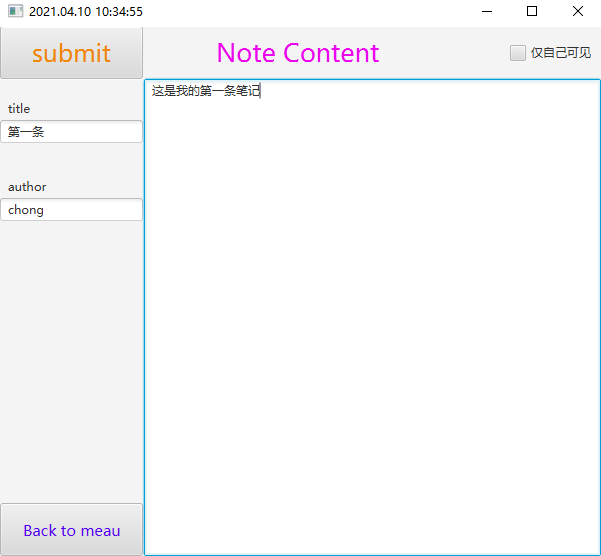 2021.04.10 10:34:55
submit
Note Content
仅自己可见
title
第一条
author
chong
这是我的第一条笔记
Back to meau